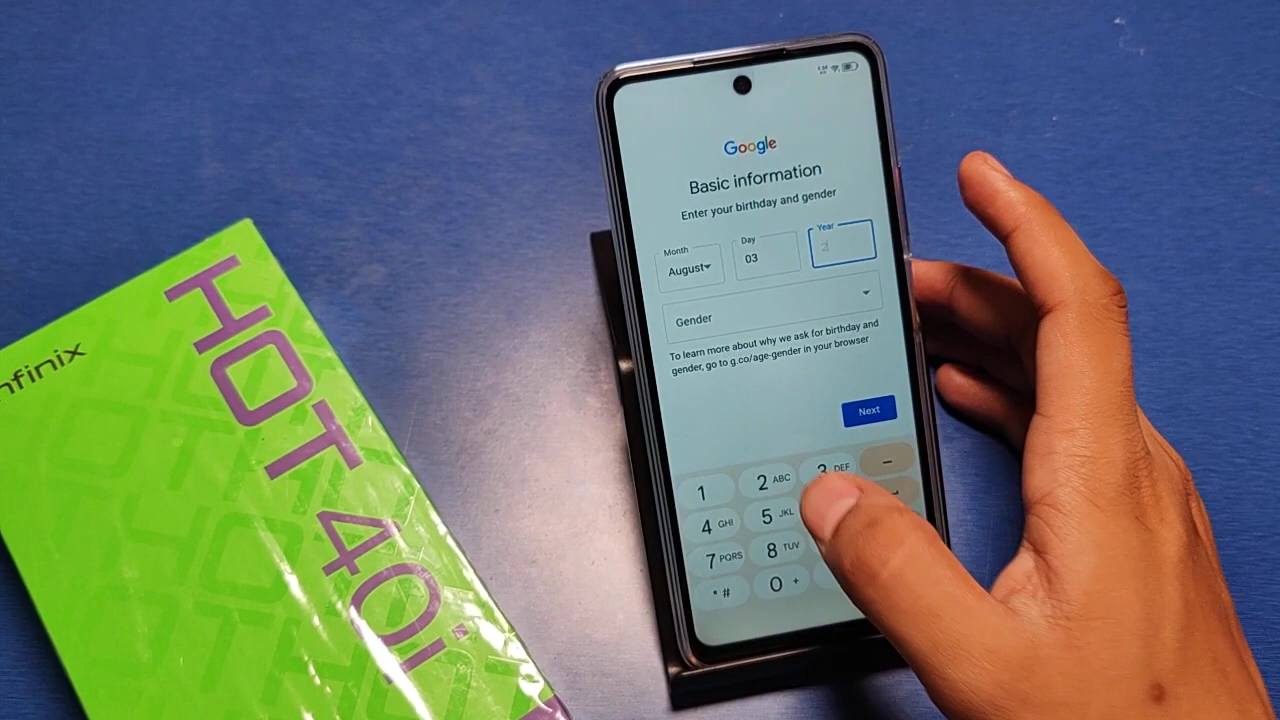 Infinix
HOT 40i
Google
Basic information
Enter your birthday and gender
Month
Day
Year
August
03
2
Gender
To learn more about why we ask for birthday and
gender, go to g.co/age-gender in your browser
Next
1
2 ABC
3 DEF
–
4 GHI
5 JKL
7 PQRS
8 TUV
* #
0 +